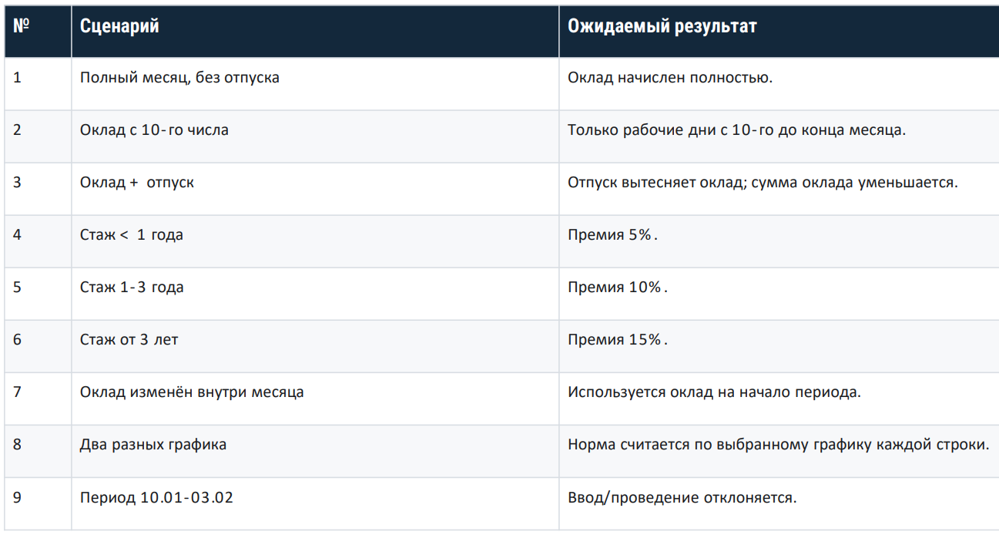 № Сценарий Ожидаемый результат
1 Полный месяц, без отпуска Оклад начислен полностью.
2 Оклад с 10-го числа Только рабочие дни с 10-го до конца месяца.
3 Оклад + отпуск Отпуск вытесняет оклад; сумма оклада уменьшается.
4 Стаж < 1 года Премия 5%.
5 Стаж 1-3 года Премия 10%.
6 Стаж от 3 лет Премия 15%.
7 Оклад изменён внутри месяца Используется оклад на начало периода.
8 Два разных графика Норма считается по выбранному графику каждой строки.
9 Период 10.01-03.02 Ввод/проведение отклоняется.